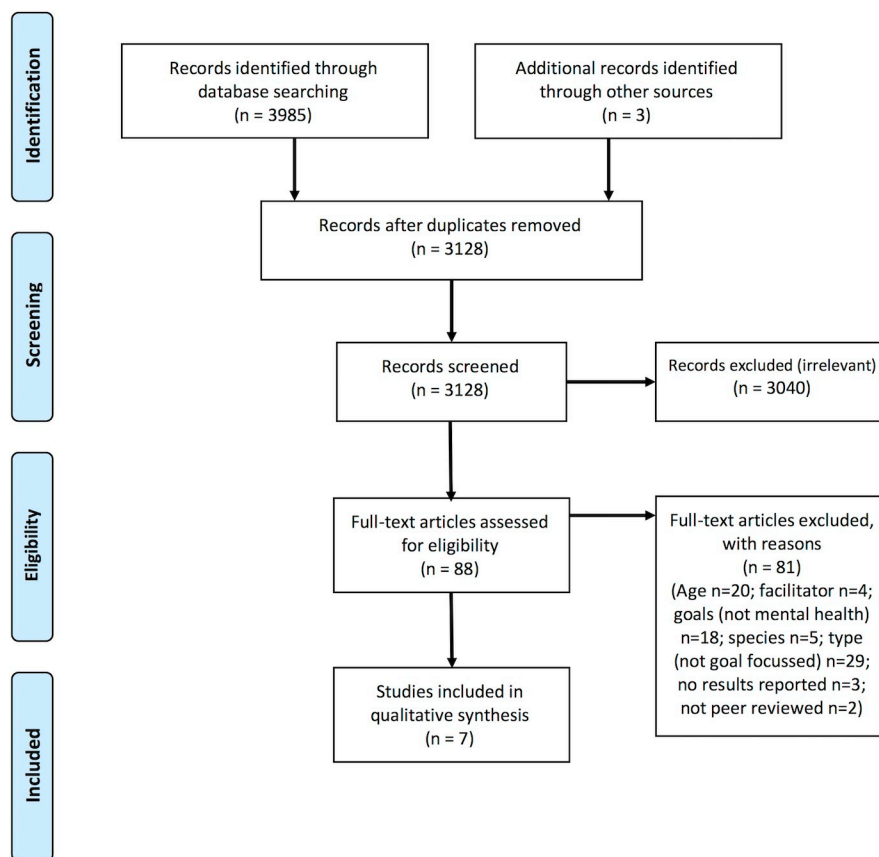 Identification
Records identified through
database searching
(n = 3985)
Additional records identified
through other sources
(n = 3)
Records after duplicates removed
(n = 3128)
Screening
Records screened
(n = 3128)
Records excluded (irrelevant)
(n = 3040)
Eligibility
Full-text articles assessed
for eligibility
(n = 88)
Full-text articles excluded,
with reasons
(n = 81)
(Age n=20; facilitator n=4;
goals (not mental health)
n=18; species n=5; type
(not goal focussed) n=29;
no results reported n=3;
not peer reviewed n=2)
Included
Studies included in
qualitative synthesis
(n = 7)